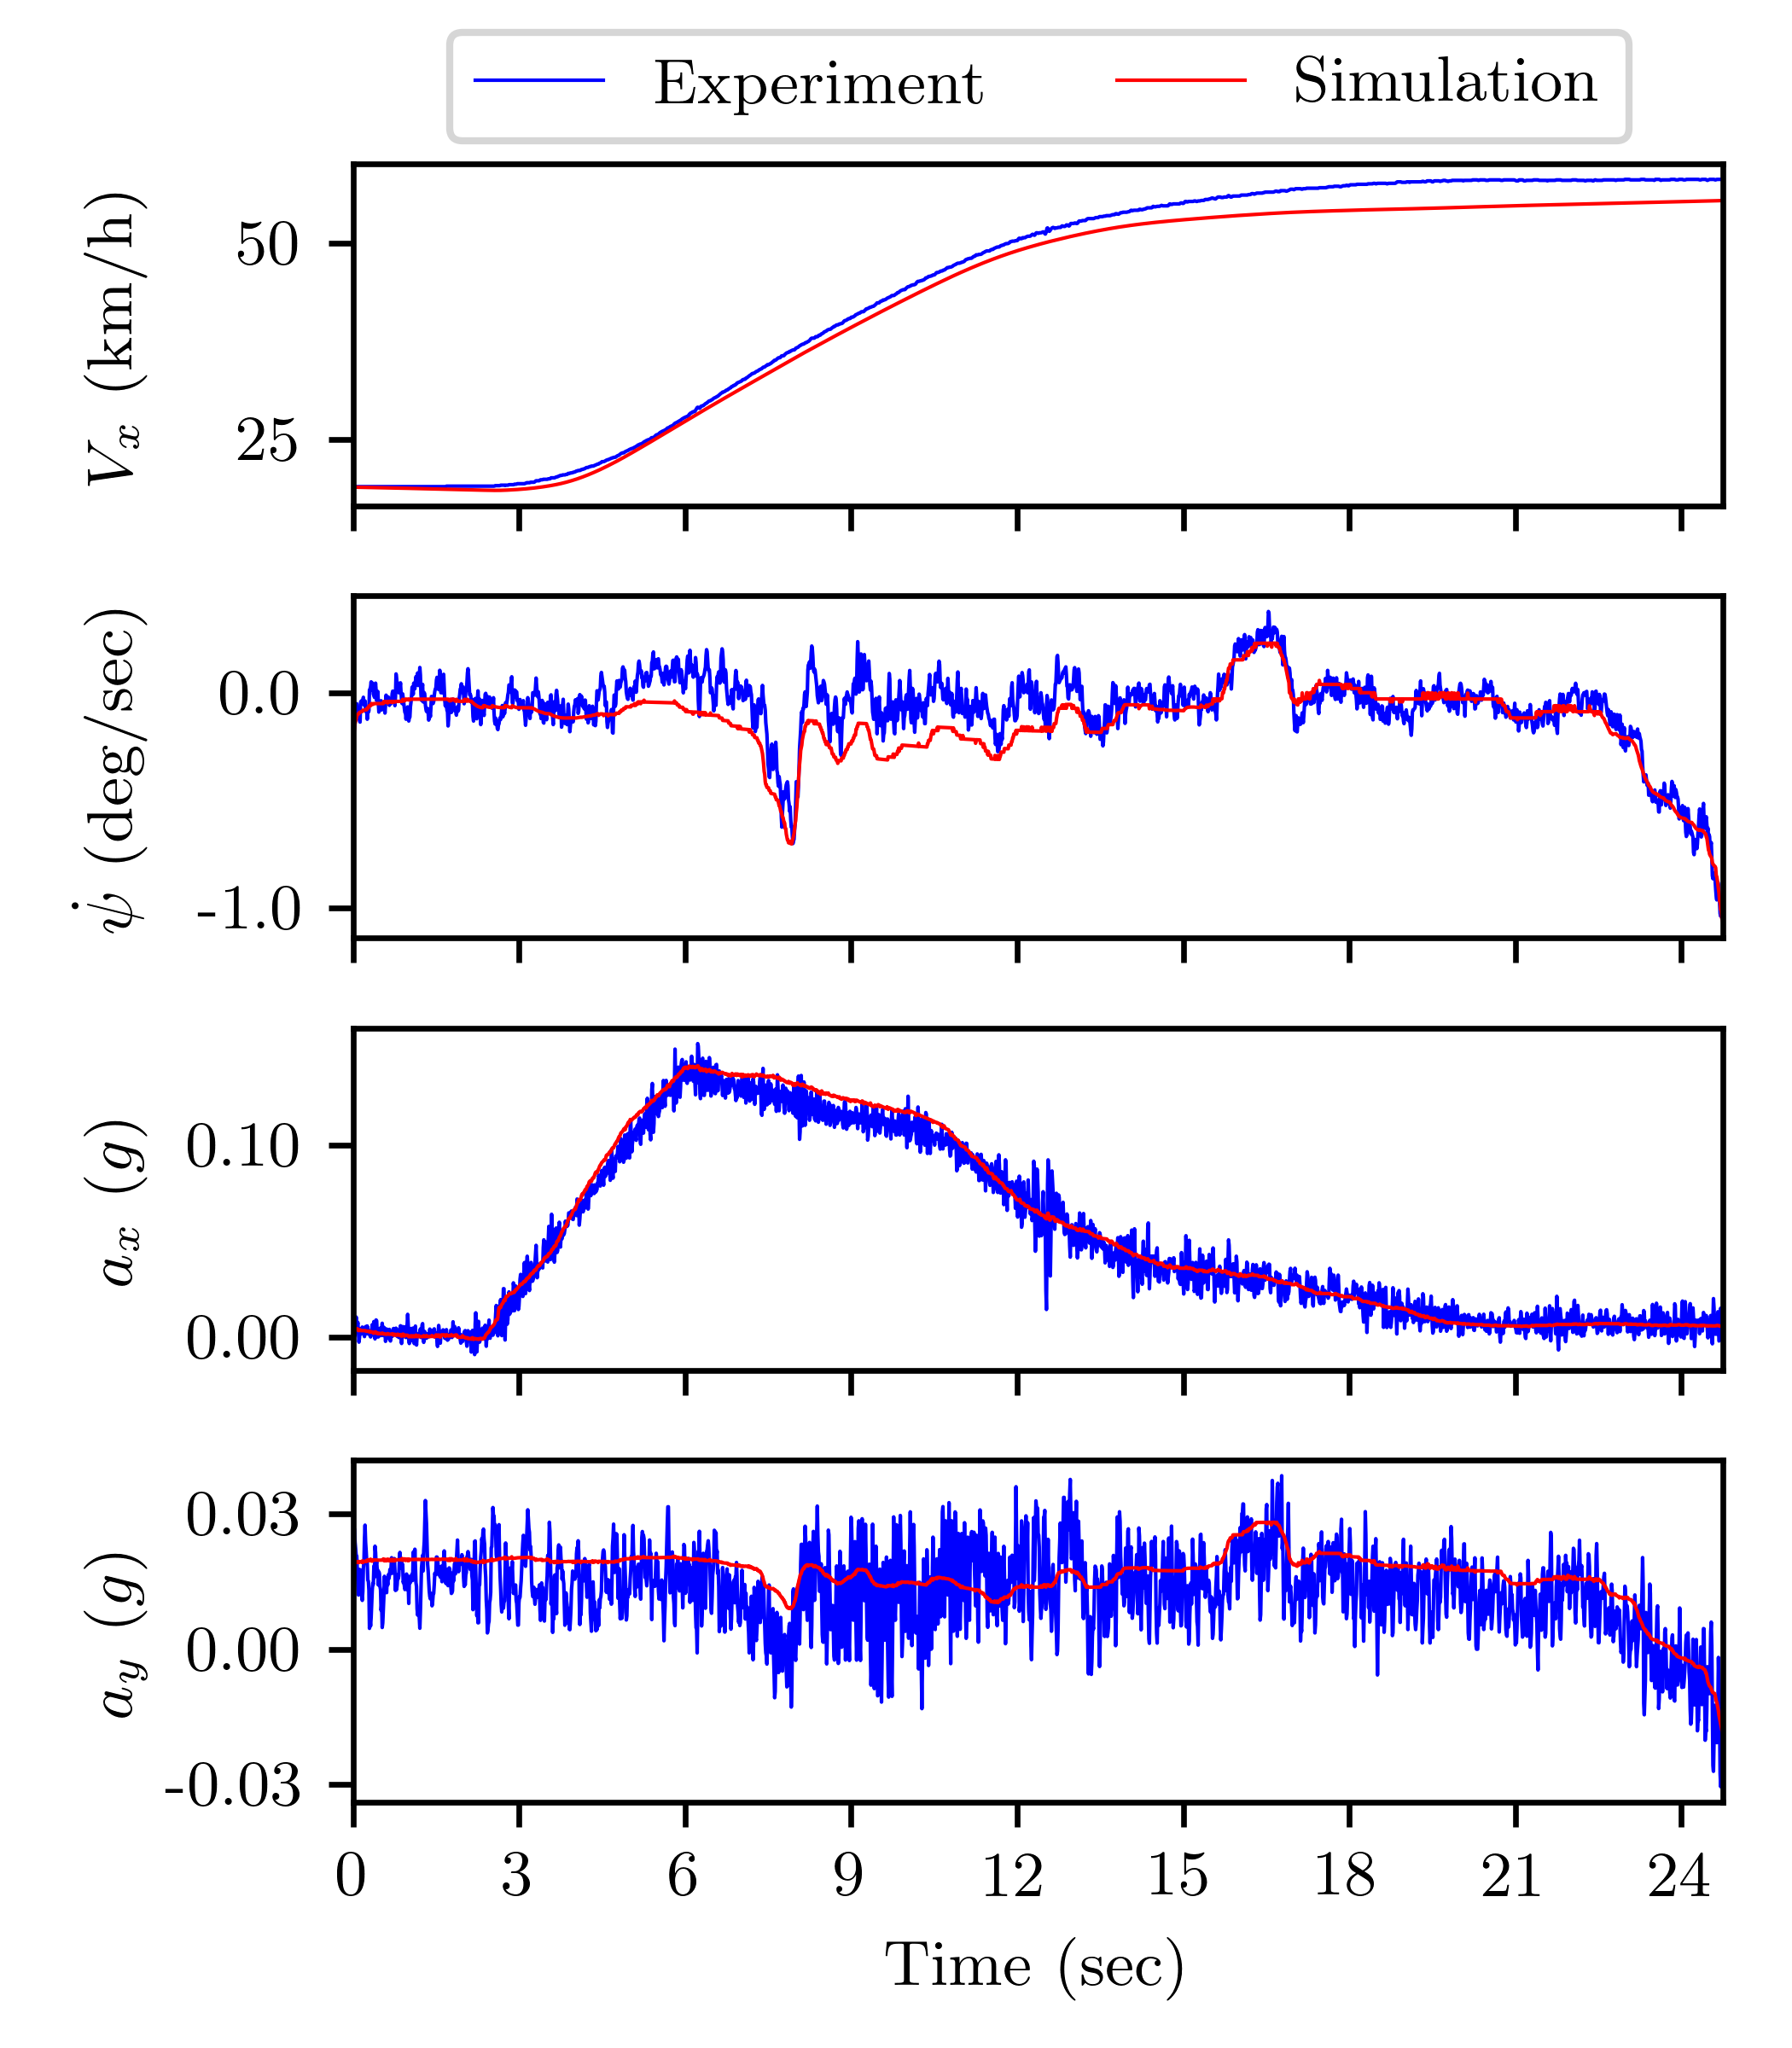 Experiment Simulation
V_x (km/h)
50
25
ψ̇ (deg/sec)
0.0
-1.0
a_x (g)
0.10
0.00
a_y (g)
0.03
0.00
-0.03
0 3 6 9 12 15 18 21 24
Time (sec)